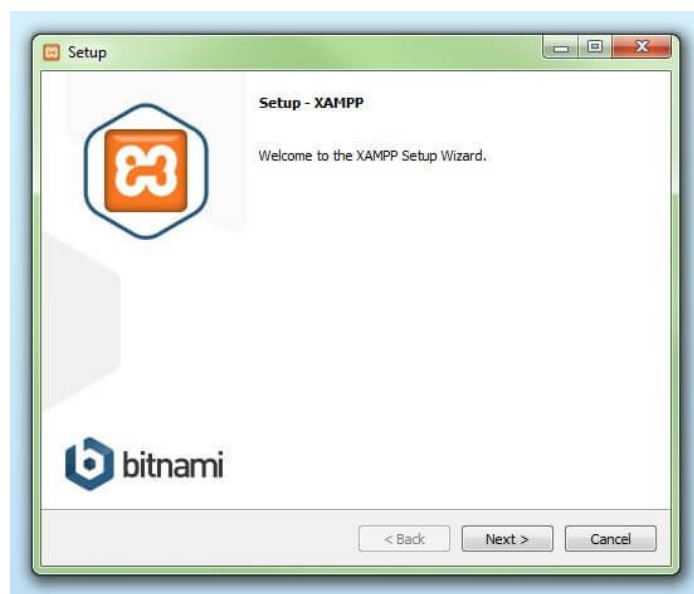 Setup
Setup - XAMPP
Welcome to the XAMPP Setup Wizard.
bitnami
< Back
Next >
Cancel